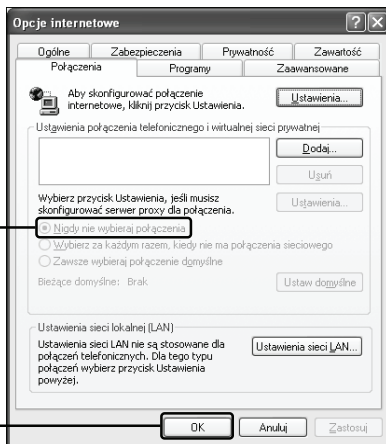 Opcje internetowe
Ogólne Zabezpieczenia Prywatność Zawartość
Połączenia Programy Zaawansowane
Aby skonfigurować połączenie
internetowe, kliknij przycisk Ustawienia.
Ustawienia...
Ustawienia połączenia telefonicznego i wirtualnej sieci prywatnej
Dodaj...
Usuń
Wybierz przycisk Ustawienia, jeśli musisz
skonfigurować serwer proxy dla połączenia.
Ustawienia...
Nigdy nie wybieraj połączenia
Wybierz za każdym razem, kiedy nie ma połączenia sieciowego
Zawsze wybieraj połączenie domyślne
Bieżące domyślne: Brak
Ustaw domyślne
Ustawienia sieci lokalnej (LAN)
Ustawienia sieci LAN nie są stosowane dla
połączeń telefonicznych. Dla tego typu
połączeń wybierz przycisk Ustawienia
powyżej.
Ustawienia sieci LAN...
OK Anuluj Zastosuj